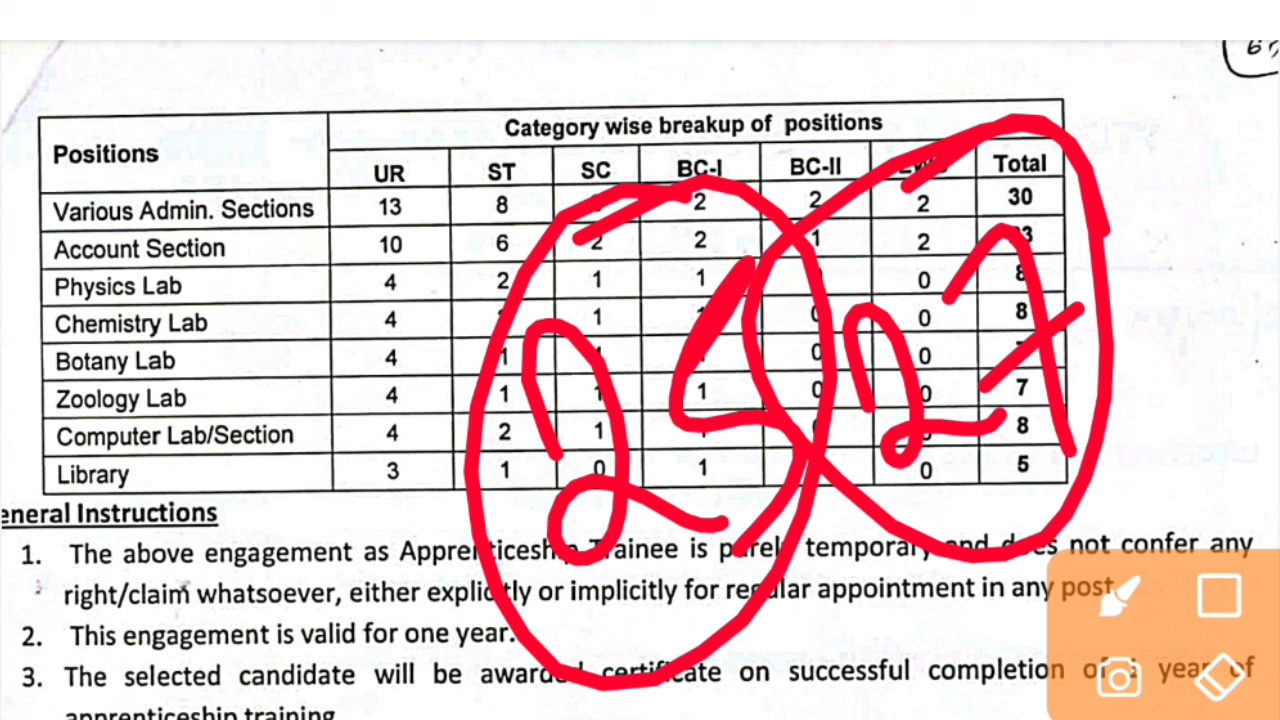 Positions Category wise breakup of positions
UR ST SC BC-I BC-II Total
Various Admin. Sections 13 8 2 2 2 30
Account Section 10 6 2 2 1 2
Physics Lab 4 2 1 1 0 8
Chemistry Lab 4 1 0 0 8
Botany Lab 4 1 0 0
Zoology Lab 4 1 1 1 0 0 7
Computer Lab/Section 4 2 1 8
Library 3 1 0 1 0 5
eneral Instructions
1. The above engagement as Apprenticeship Trainee is purely temporary and does not confer any
right/claim whatsoever, either explicitly or implicitly for regular appointment in any post
2. This engagement is valid for one year.
3. The selected candidate will be awarded certificate on successful completion of year of
apprenticeship training